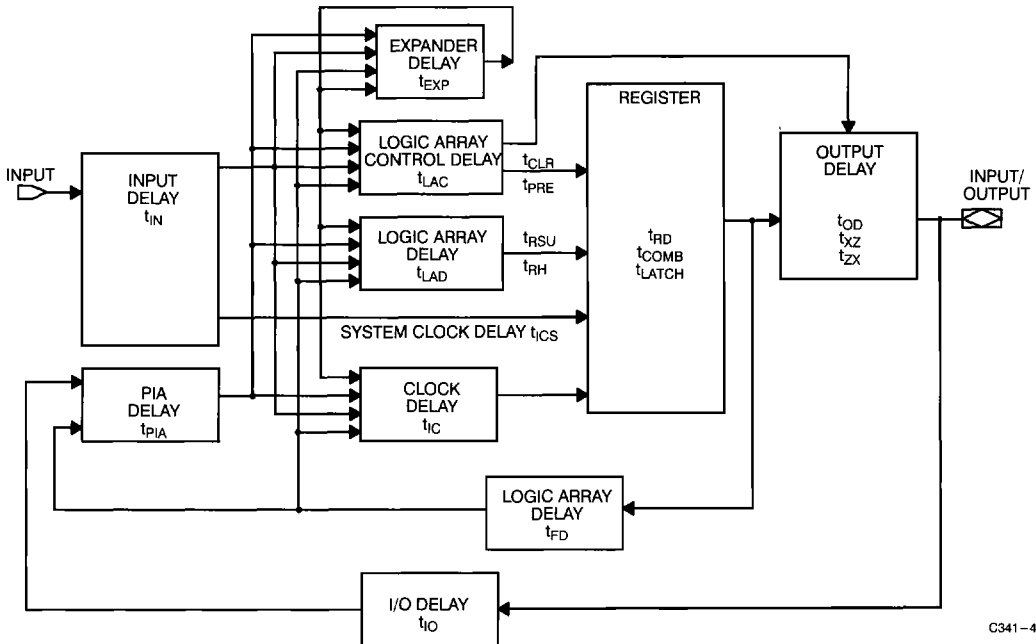 EXPANDER
DELAY
tEXP
REGISTER
LOGIC ARRAY
CONTROL DELAY
tLAC
tCLR
tPRE
OUTPUT
DELAY
tOD
tXZ
tZX
INPUT
INPUT
DELAY
tIN
INPUT/
OUTPUT
LOGIC ARRAY
DELAY
tLAD
tRSU
tRH
tRD
tCOMB
tLATCH
SYSTEM CLOCK DELAY tICS
PIA
DELAY
tPIA
CLOCK
DELAY
tIC
LOGIC ARRAY
DELAY
tFD
I/O DELAY
tIO
C341–4